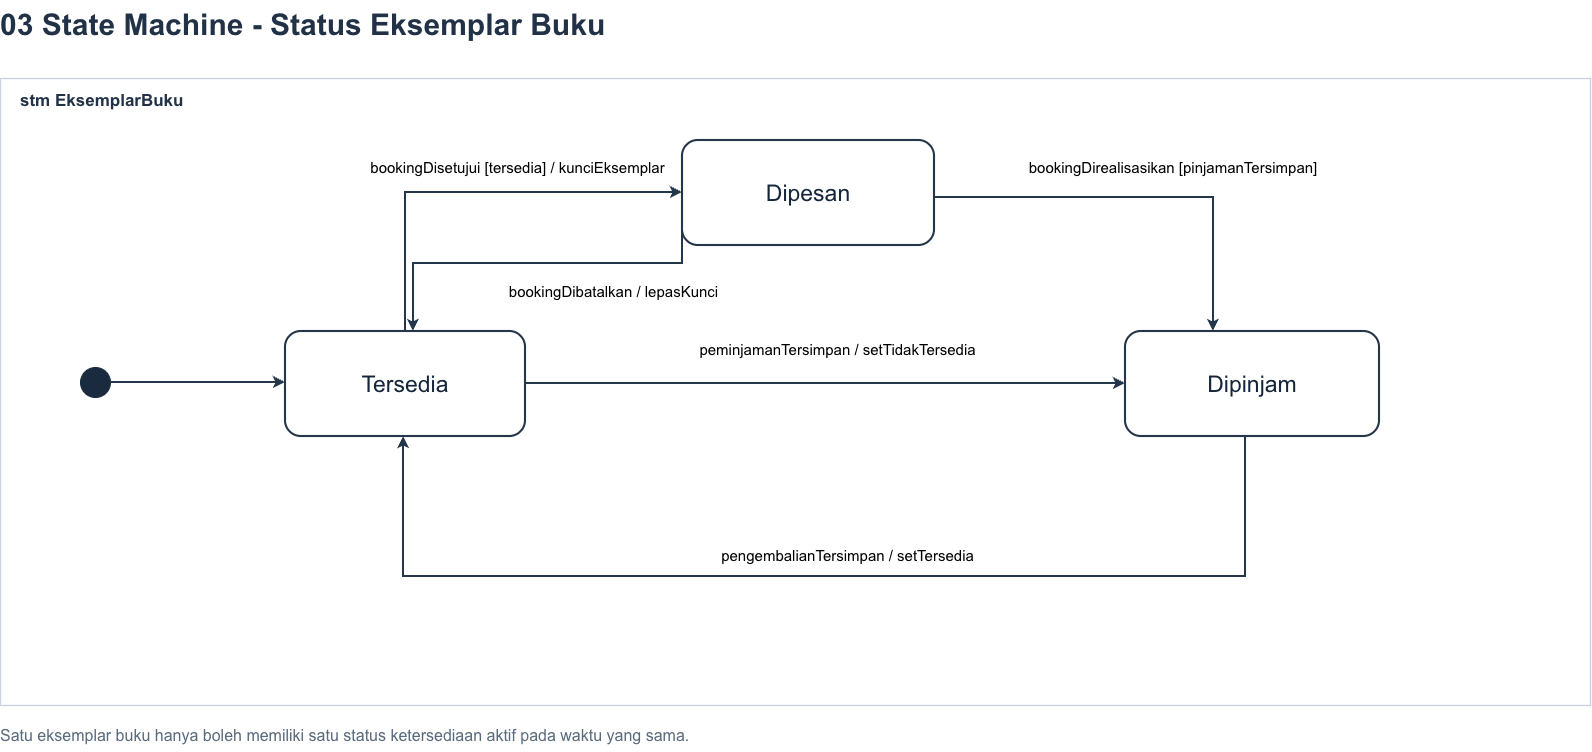 03 State Machine - Status Eksemplar Buku
stm EksemplarBuku
bookingDisetujui [tersedia] / kunciEksemplar
Dipesan
bookingDirealisasikan [pinjamanTersimpan]
bookingDibatalkan / lepasKunci
peminjamanTersimpan / setTidakTersedia
Tersedia
Dipinjam
pengembalianTersimpan / setTersedia
Satu eksemplar buku hanya boleh memiliki satu status ketersediaan aktif pada waktu yang sama.